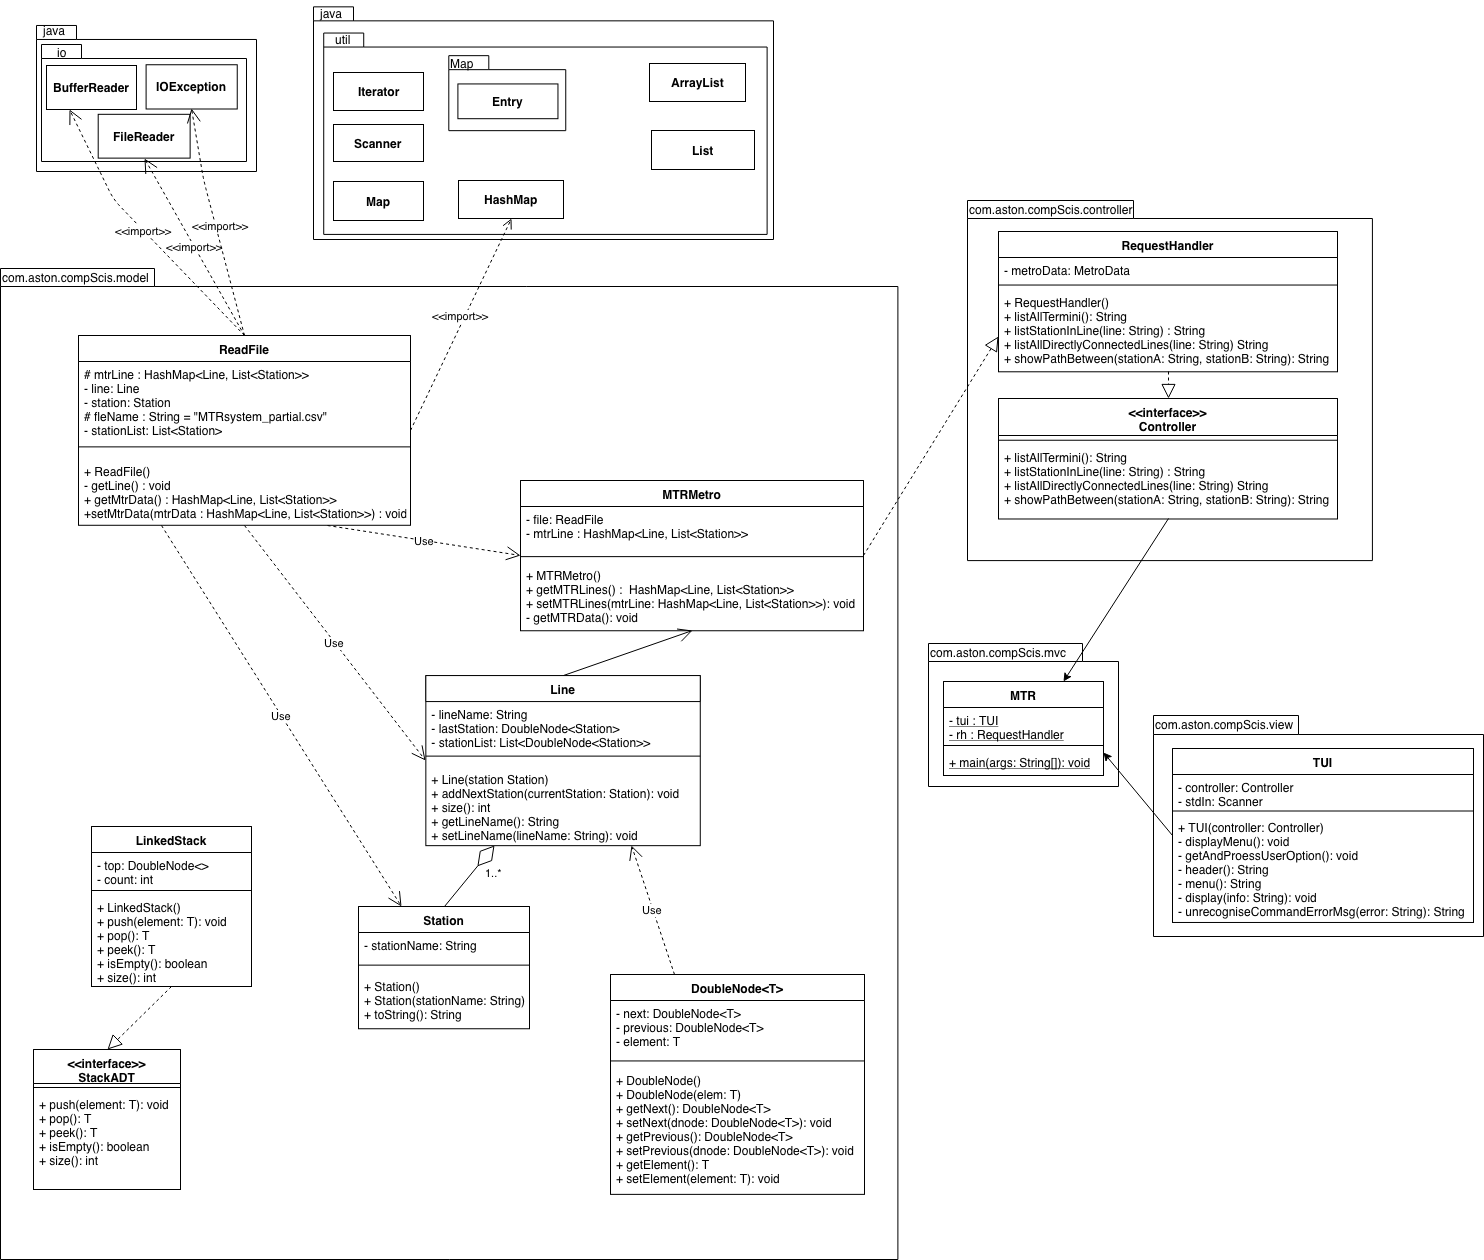 java
io
BufferReader
IOException
FileReader
java
util
Iterator
Scanner
Map
Map
Entry
HashMap
ArrayList
List
<<import>>
<<import>>
<<import>>
<<import>>
com.aston.compScis.model
ReadFile
# mtrLine : HashMap<Line, List<Station>>
- line: Line
- station: Station
# fleName : String = "MTRsystem_partial.csv"
- stationList: List<Station>
+ ReadFile()
- getLine() : void
+ getMtrData() : HashMap<Line, List<Station>>
+setMtrData(mtrData : HashMap<Line, List<Station>>) : void
Use
Use
Use
MTRMetro
- file: ReadFile
- mtrLine : HashMap<Line, List<Station>>
+ MTRMetro()
+ getMTRLines() :  HashMap<Line, List<Station>>
+ setMTRLines(mtrLine: HashMap<Line, List<Station>>): void
- getMTRData(): void
Line
- lineName: String
- lastStation: DoubleNode<Station>
- stationList: List<DoubleNode<Station>>
+ Line(station Station)
+ addNextStation(currentStation: Station): void
+ size(): int
+ getLineName(): String
+ setLineName(lineName: String): void
1..*
Use
LinkedStack
- top: DoubleNode<>
- count: int
+ LinkedStack()
+ push(element: T): void
+ pop(): T
+ peek(): T
+ isEmpty(): boolean
+ size(): int
<<interface>>
StackADT
+ push(element: T): void
+ pop(): T
+ peek(): T
+ isEmpty(): boolean
+ size(): int
Station
- stationName: String
+ Station()
+ Station(stationName: String)
+ toString(): String
DoubleNode<T>
- next: DoubleNode<T>
- previous: DoubleNode<T>
- element: T
+ DoubleNode()
+ DoubleNode(elem: T)
+ getNext(): DoubleNode<T>
+ setNext(dnode: DoubleNode<T>): void
+ getPrevious(): DoubleNode<T>
+ setPrevious(dnode: DoubleNode<T>): void
+ getElement(): T
+ setElement(element: T): void
com.aston.compScis.controller
RequestHandler
- metroData: MetroData
+ RequestHandler()
+ listAllTermini(): String
+ listStationInLine(line: String) : String
+ listAllDirectlyConnectedLines(line: String) String
+ showPathBetween(stationA: String, stationB: String): String
<<interface>>
Controller
+ listAllTermini(): String
+ listStationInLine(line: String) : String
+ listAllDirectlyConnectedLines(line: String) String
+ showPathBetween(stationA: String, stationB: String): String
com.aston.compScis.mvc
MTR
- tui : TUI
- rh : RequestHandler
+ main(args: String[]): void
com.aston.compScis.view
TUI
- controller: Controller
- stdIn: Scanner
+ TUI(controller: Controller)
- displayMenu(): void
- getAndProessUserOption(): void
- header(): String
- menu(): String
- display(info: String): void
- unrecogniseCommandErrorMsg(error: String): String